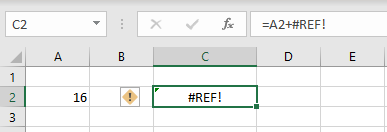 C2 fx =A2+#REF!
A B C D E
1
2 16 ! #REF!
3